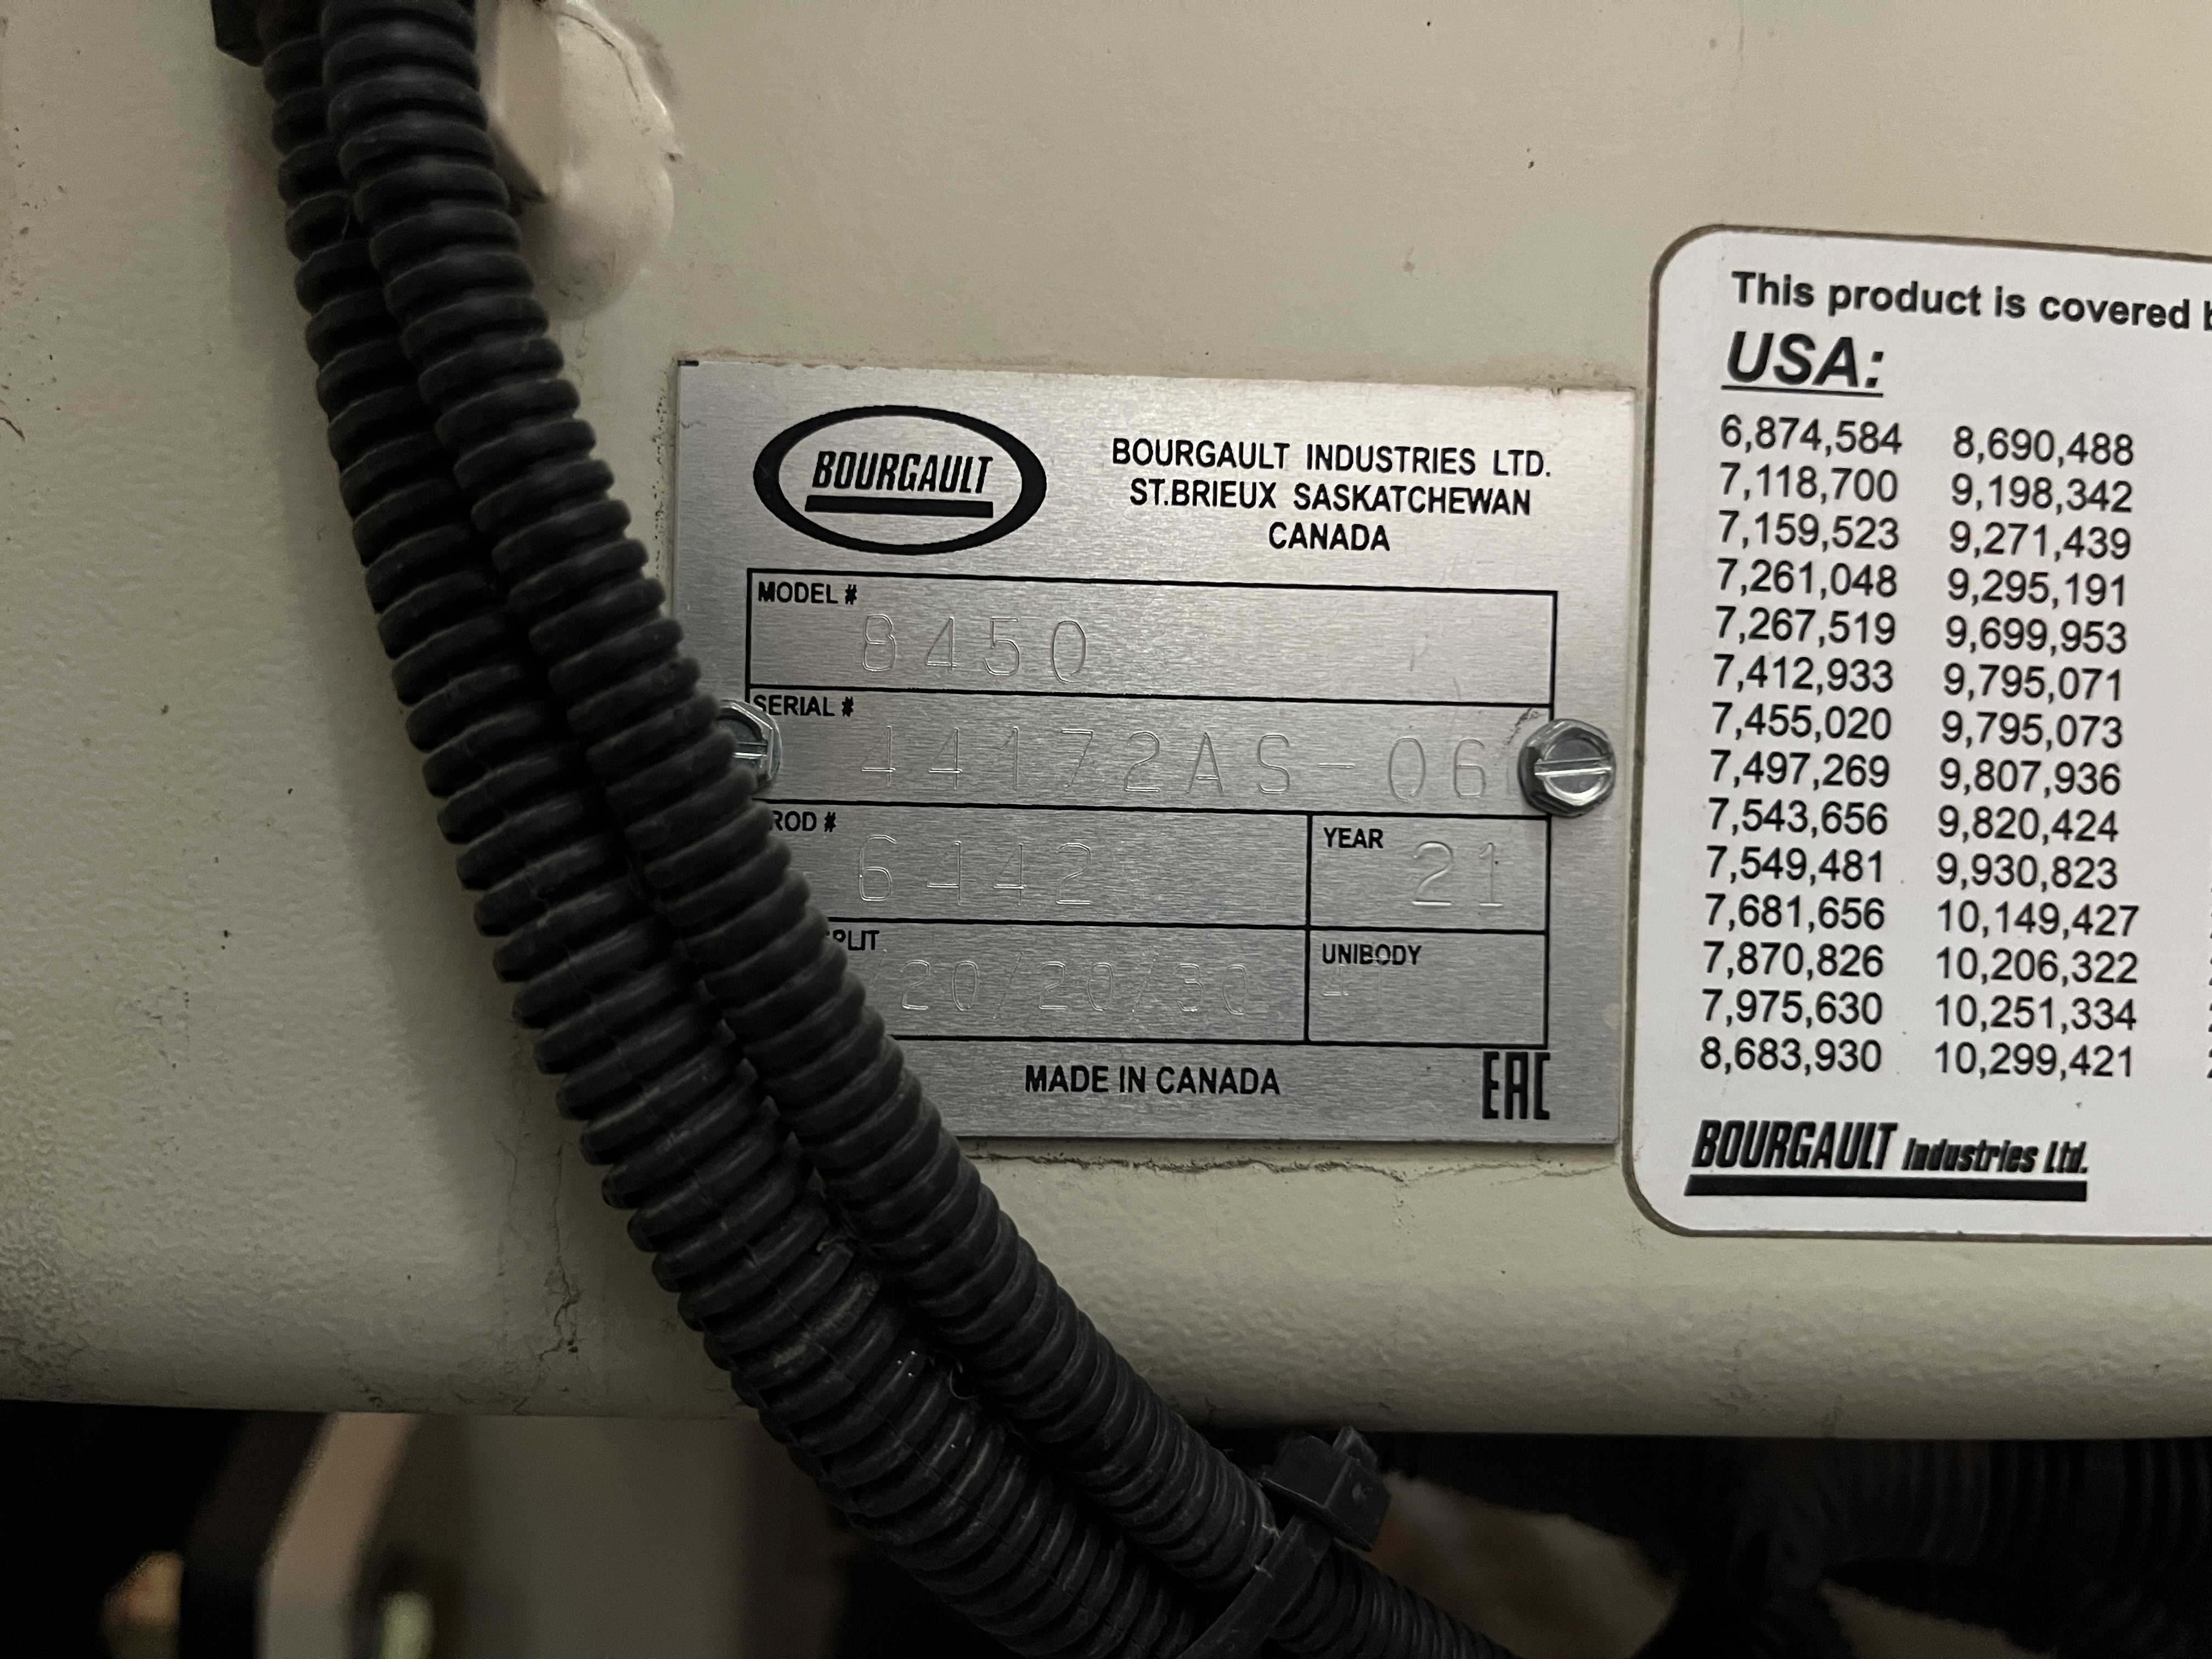 BOURGAULT
BOURGAULT INDUSTRIES LTD.
ST.BRIEUX SASKATCHEWAN
CANADA
MODEL #
8450
SERIAL #
44172AS-06
ROD #
YEAR
21
PLIT
20/20/30
UNIBODY
MADE IN CANADA
EAC
This product is covered
USA:
6,874,584 8,690,488
7,118,700 9,198,342
7,159,523 9,271,439
7,261,048 9,295,191
7,267,519 9,699,953
7,412,933 9,795,071
7,455,020 9,795,073
7,497,269 9,807,936
7,543,656 9,820,424
7,549,481 9,930,823
7,681,656 10,149,427
7,870,826 10,206,322
7,975,630 10,251,334
8,683,930 10,299,421
BOURGAULT Industries Ltd.